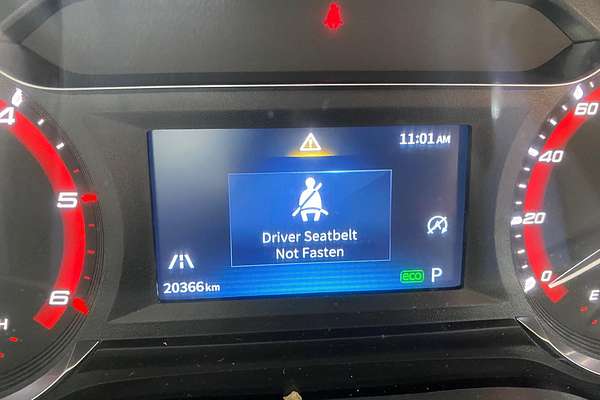 11:01 AM
4
5
6
H
Driver Seatbelt
Not Fasten
20366 km
eco P
60
40
20
0
E